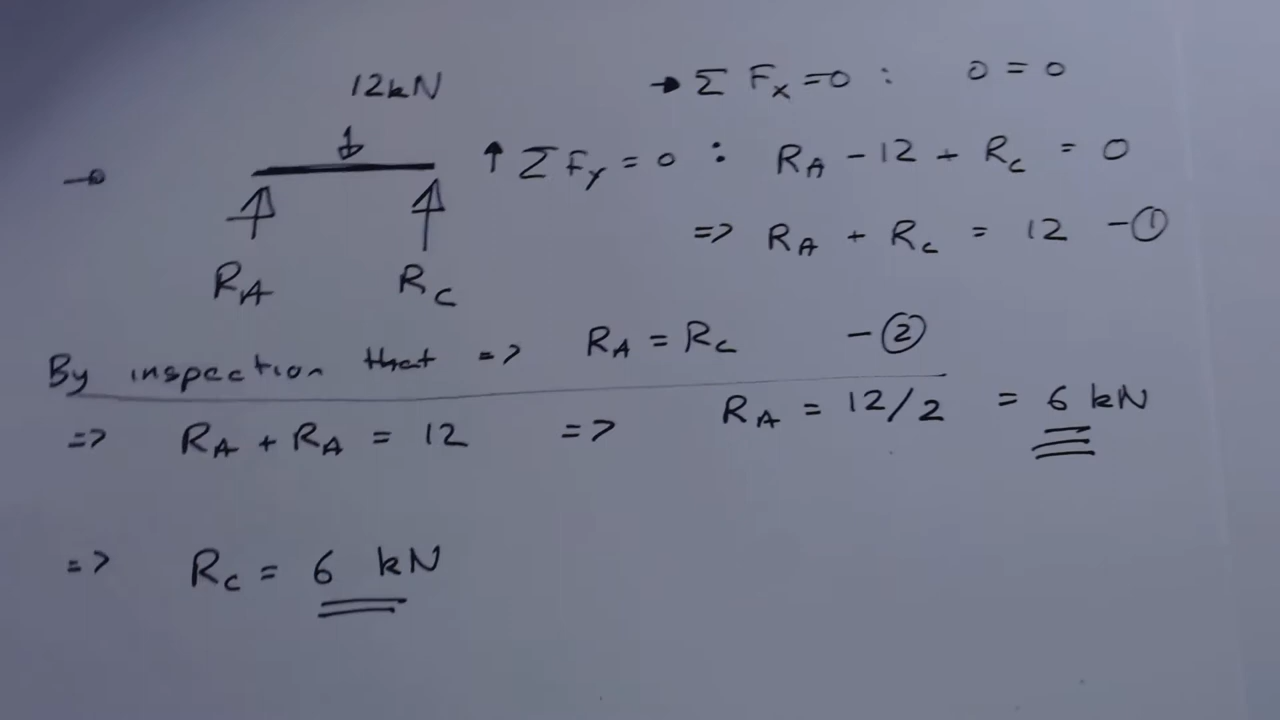 12kN
→ Σ Fx = 0 : 0 = 0
↑ Σ Fy = 0 : RA - 12 + Rc = 0
=> RA + Rc = 12 - ①
RA Rc
By inspection that => RA = Rc - ②
=> RA + RA = 12 => RA = 12/2 = 6 kN
=> Rc = 6 kN